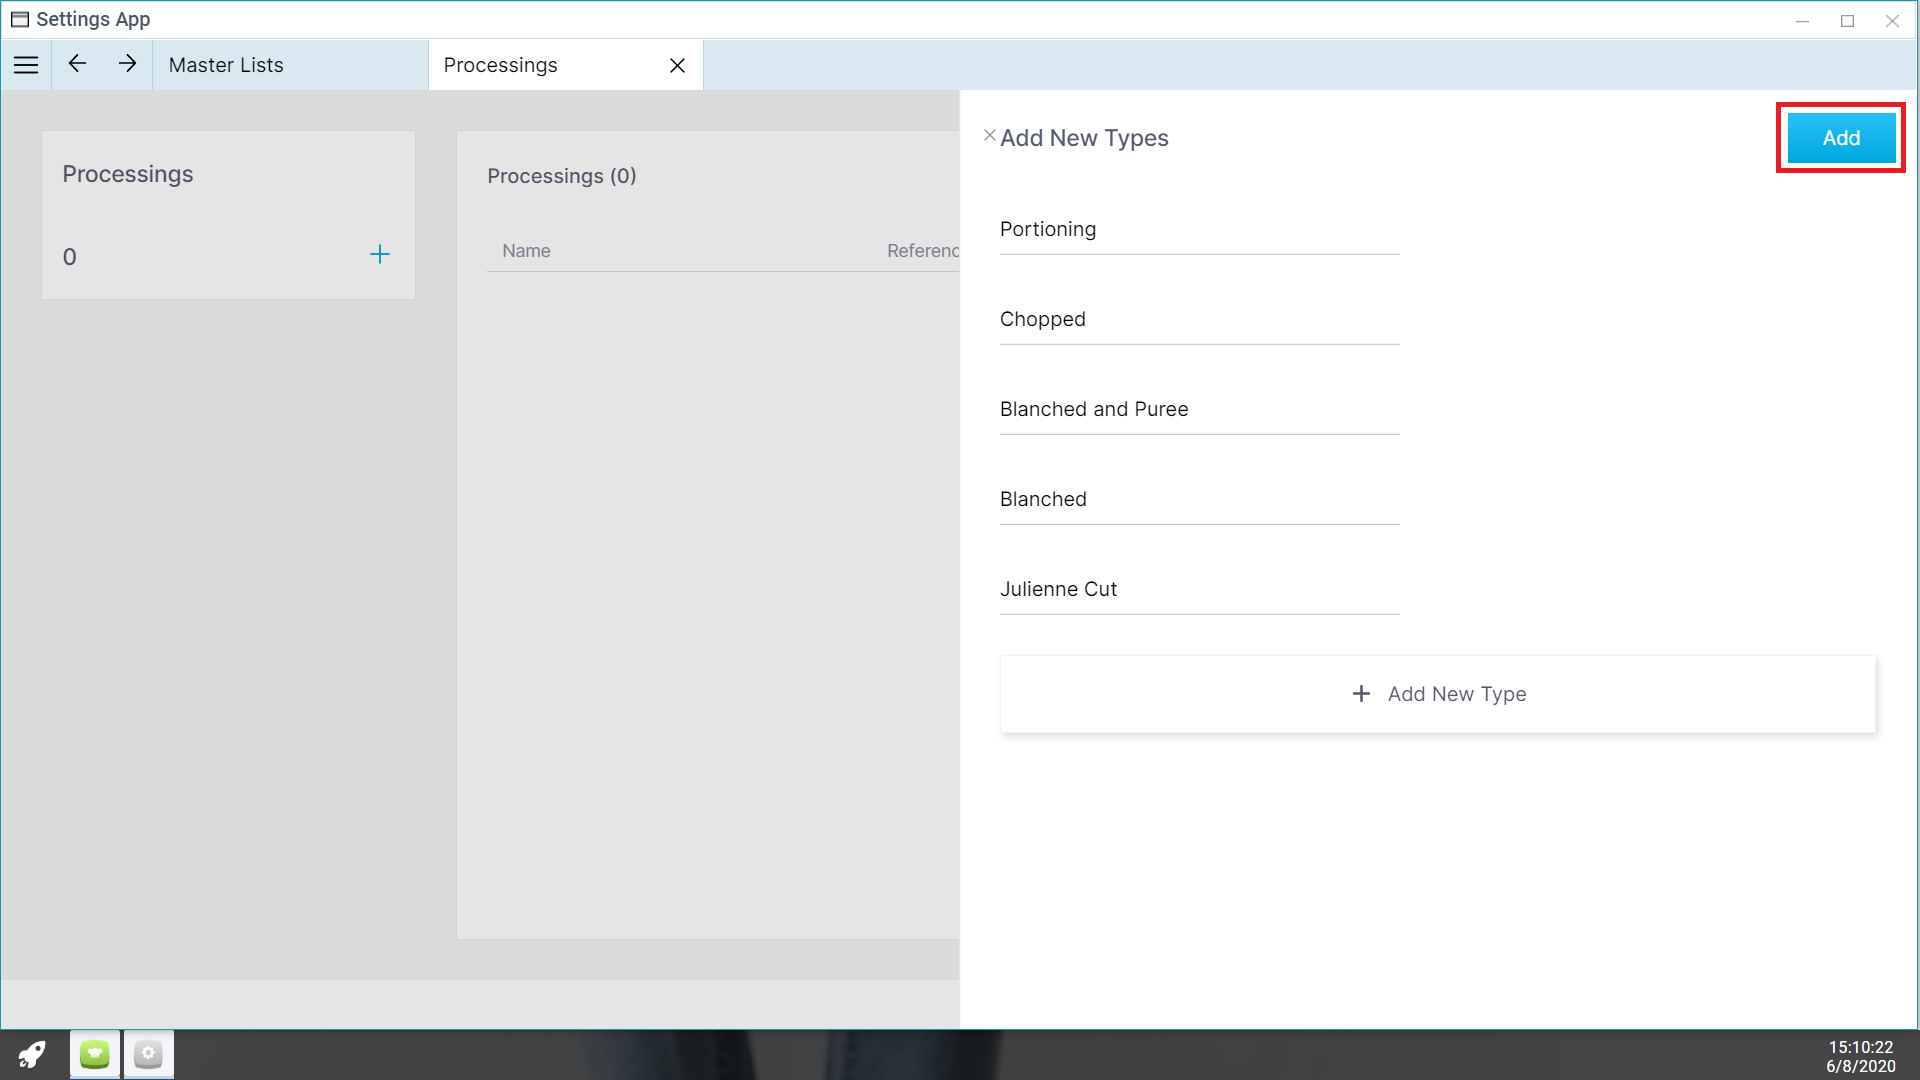 Settings App
Master Lists
Processings
Processings
0
Processings (0)
Name
Referenc
Add New Types
Add
Portioning
Chopped
Blanched and Puree
Blanched
Julienne Cut
Add New Type
15:10:22
6/8/2020